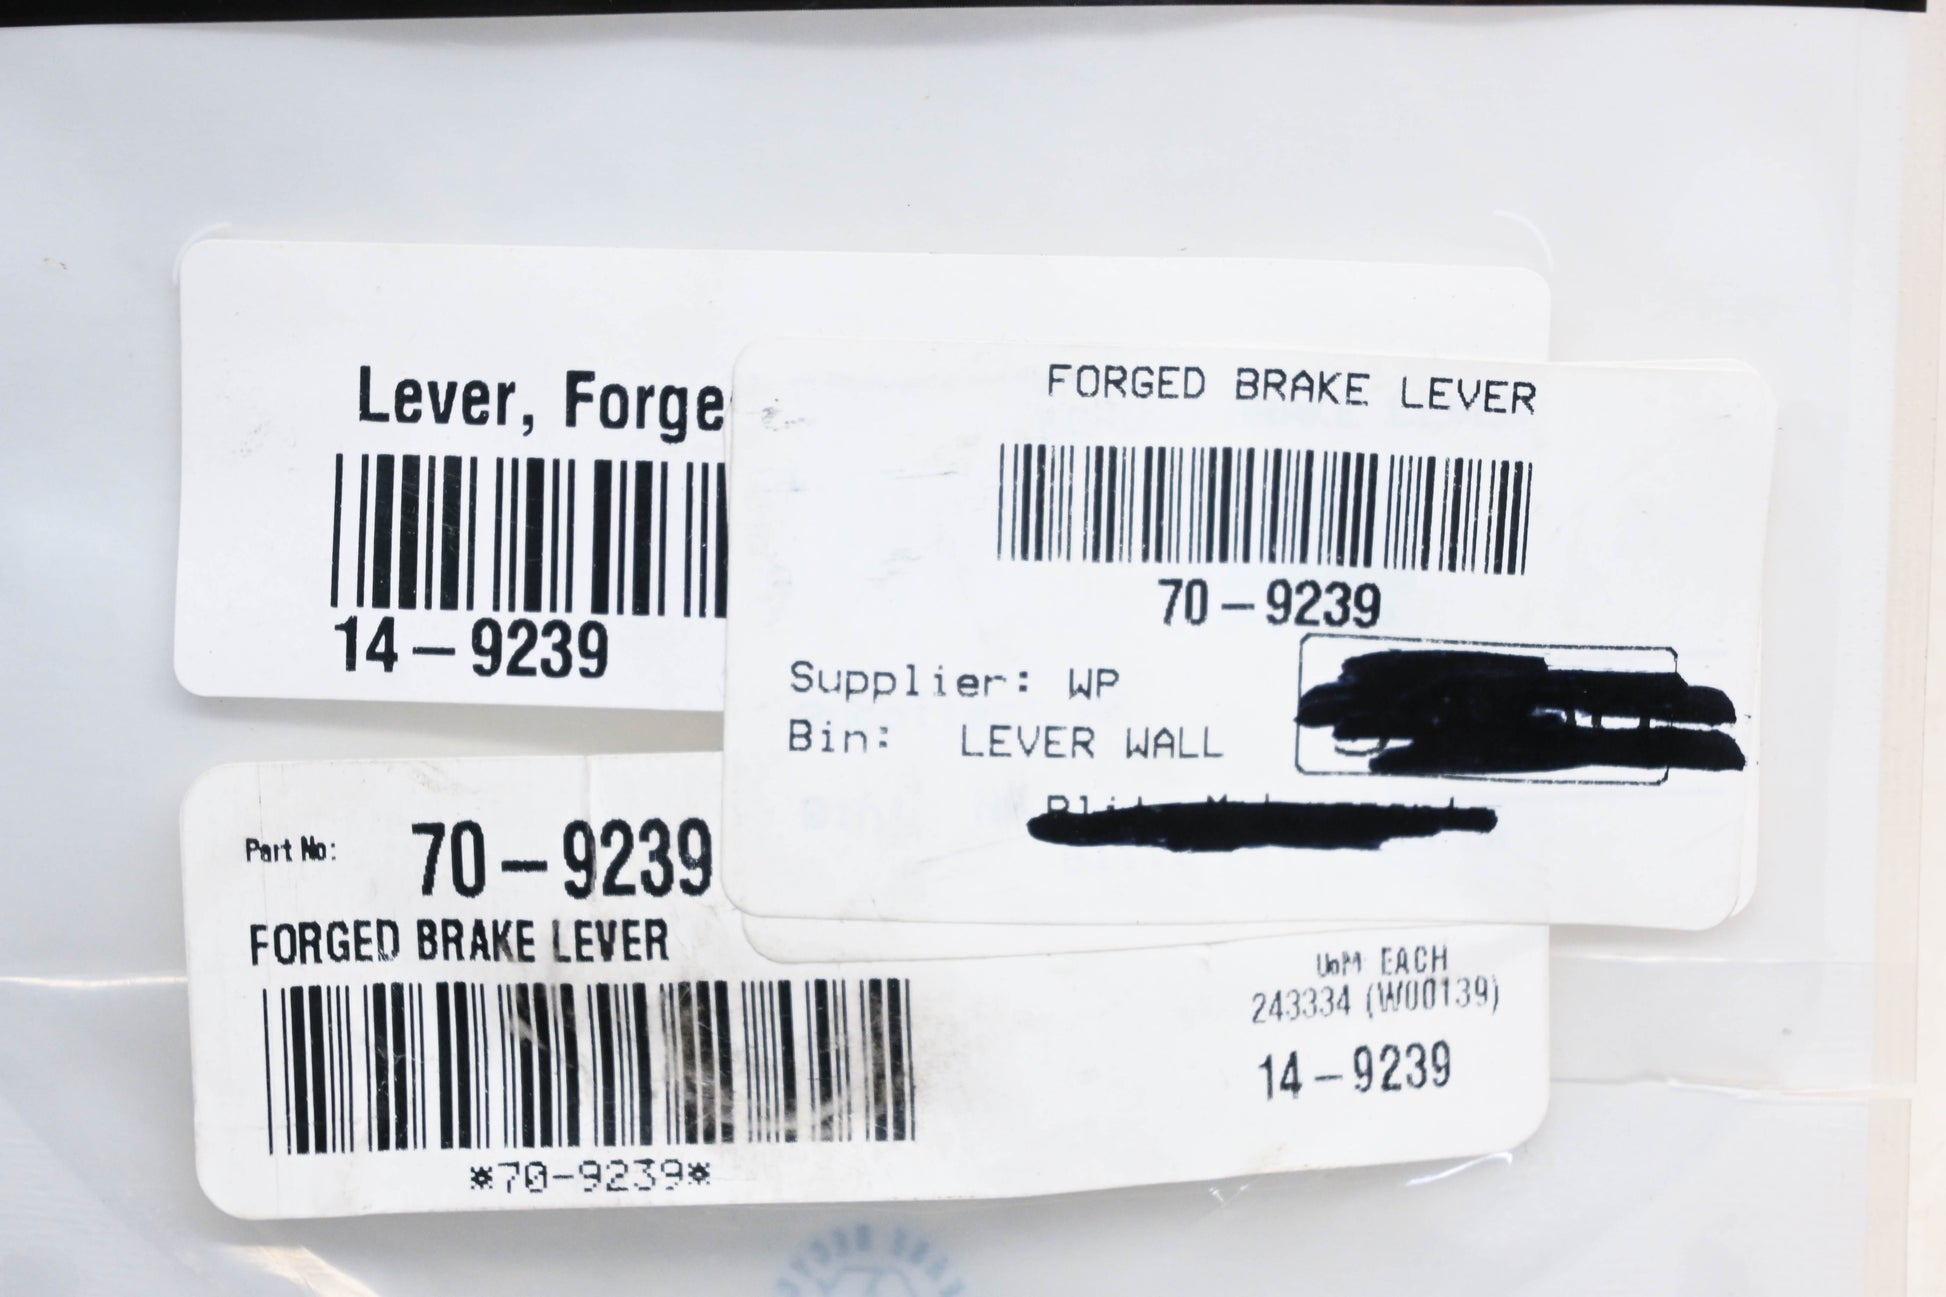 Lever, Forge
14-9239
FORGED BRAKE LEVER
70-9239
Supplier: WP
Bin: LEVER WALL
Part No: 70-9239
FORGED BRAKE LEVER
*70-9239*
UoM EACH
243334 (W00139)
14-9239